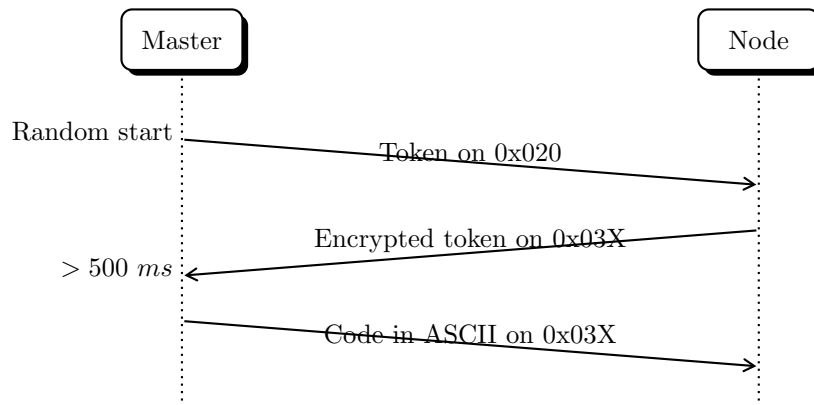 Master
Node
Random start
Token on 0x020
Encrypted token on 0x03X
> 500 ms
Code in ASCII on 0x03X